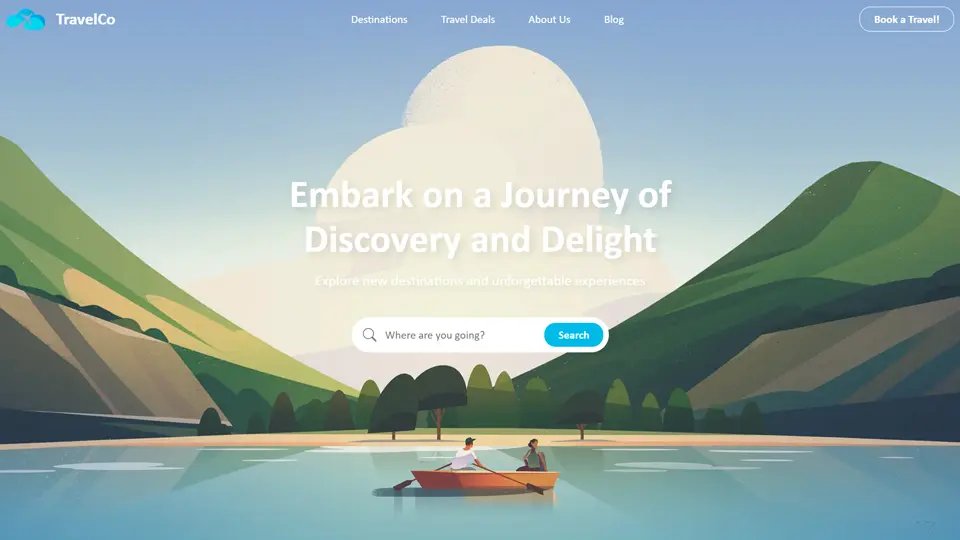 TravelCo
Destinations
Travel Deals
About Us
Blog
Book a Travel!
Embark on a Journey of
Discovery and Delight
Explore new destinations and unforgettable experiences
Where are you going?
Search